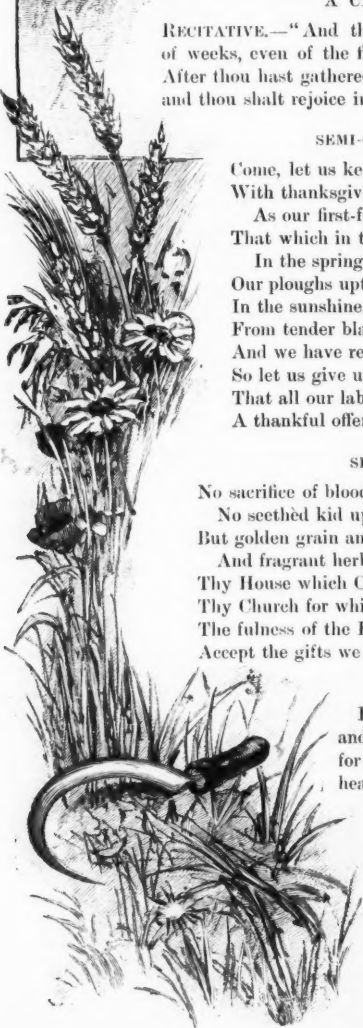 A C
RECITATIVE.—"And th
of weeks, even of the f
After thou hast gathere
and thou shalt rejoice in
SEMI-
Come, let us ke
With thanksgiv
As our first-f
That which in t
In the spring
Our ploughs upt
In the sunshine
From tender bla
And we have re
So let us give u
That all our lab
A thankful offer
SE
No sacrifice of blood
No seethèd kid up
But golden grain an
And fragrant herb
Thy House which C
Thy Church for whi
The fulness of the
Accept the gifts we
and
for
hea